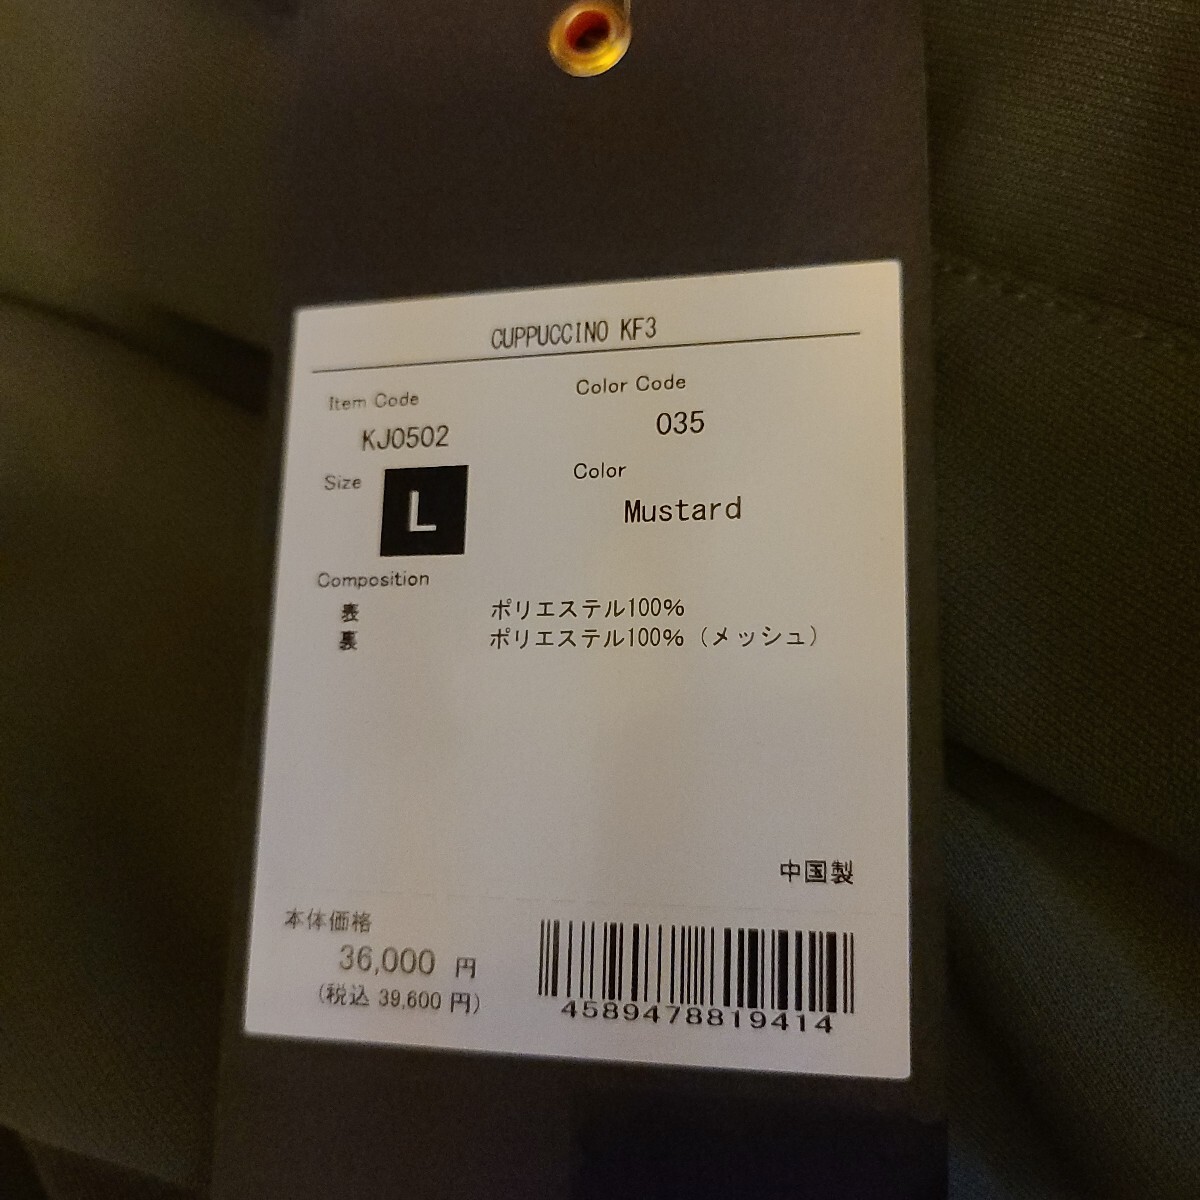 CUPPUCCINO KF3
Item Code
Color Code
KJ0502
035
Size
L
Color
Mustard
Composition
表 ポリエステル100%
裏 ポリエステル100%（メッシュ）
中国製
本体価格
36,000 円
(税込 39,600 円)
4589478819414